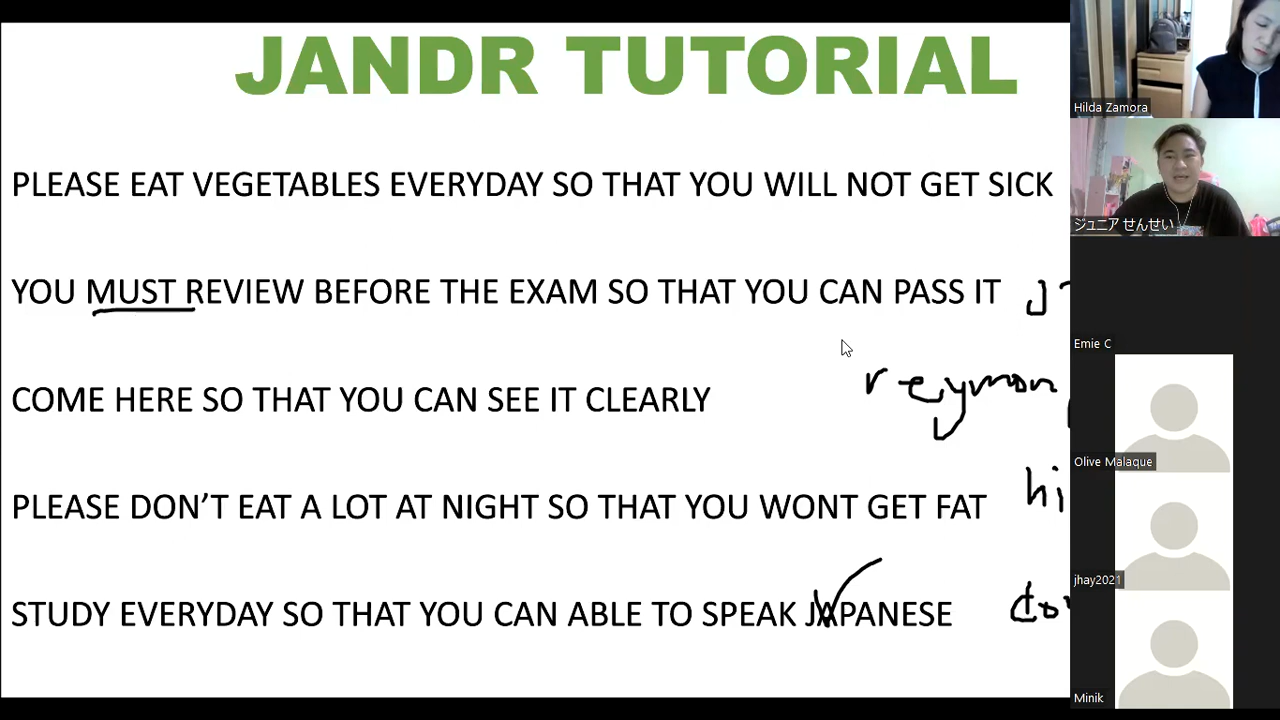 JANDR TUTORIAL
PLEASE EAT VEGETABLES EVERYDAY SO THAT YOU WILL NOT GET SICK
YOU MUST REVIEW BEFORE THE EXAM SO THAT YOU CAN PASS IT
COME HERE SO THAT YOU CAN SEE IT CLEARLY
reymon
PLEASE DON’T EAT A LOT AT NIGHT SO THAT YOU WONT GET FAT
hi
STUDY EVERYDAY SO THAT YOU CAN ABLE TO SPEAK JAPANESE
Hilda Zamora
ジュニア せんせい
Emie C
Olive Malaque
jhay2021
Minik